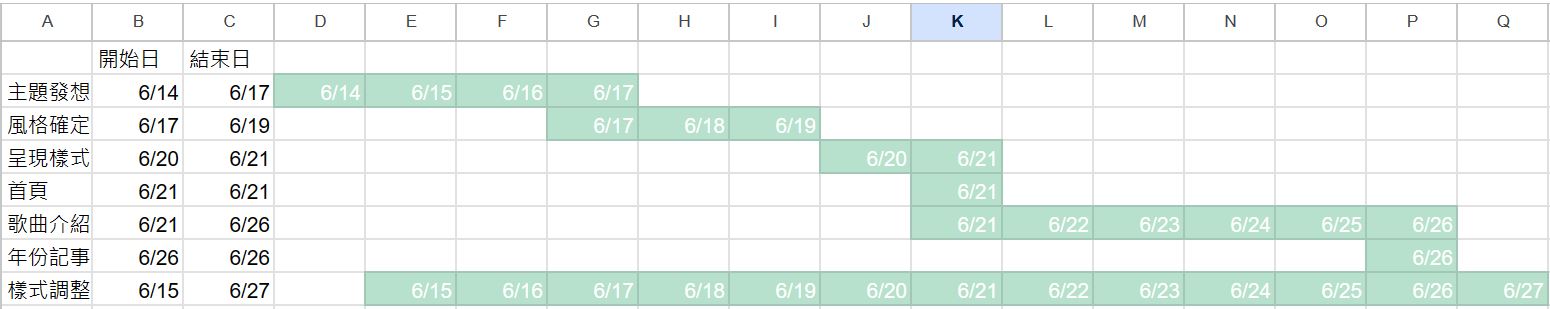 A B C D E F G H I J K L M N O P Q
開始日 結束日
主題發想 6/14 6/17 6/14 6/15 6/16 6/17
風格確定 6/17 6/19 6/17 6/18 6/19
呈現樣式 6/20 6/21 6/20 6/21
首頁 6/21 6/21 6/21
歌曲介紹 6/21 6/26 6/21 6/22 6/23 6/24 6/25 6/26
年份記事 6/26 6/26 6/26
樣式調整 6/15 6/27 6/15 6/16 6/17 6/18 6/19 6/20 6/21 6/22 6/23 6/24 6/25 6/26 6/27